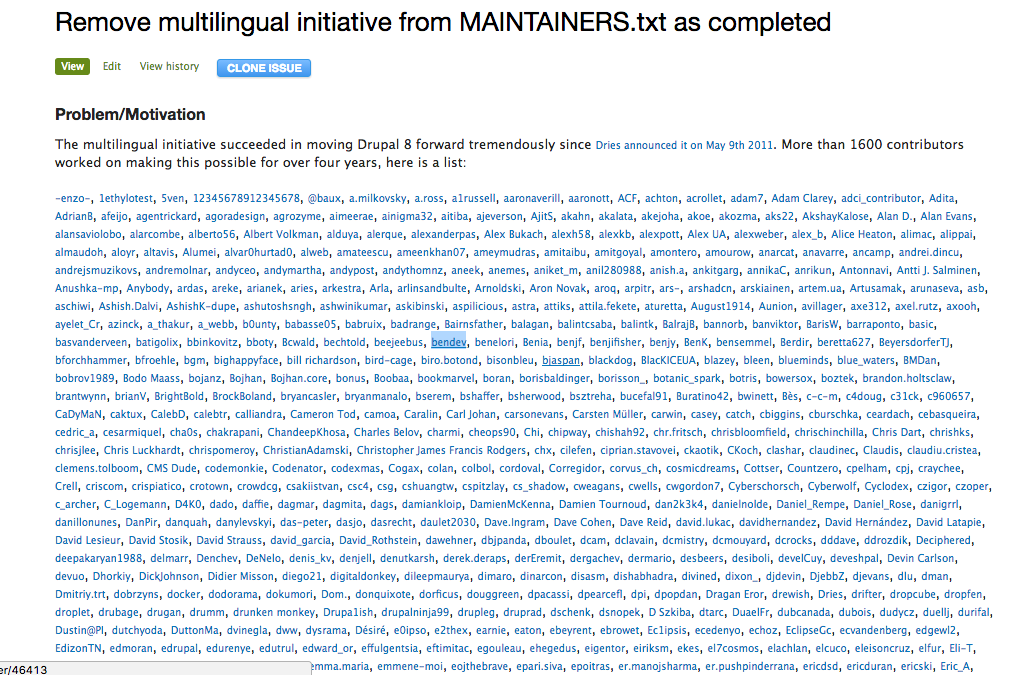 Remove multilingual initiative from MAINTAINERS.txt as completed
View Edit View history CLONE ISSUE
Problem/Motivation
The multilingual initiative succeeded in moving Drupal 8 forward tremendously since Dries announced it on May 9th 2011. More than 1600 contributors
worked on making this possible for over four years, here is a list:
-enzo-, 1ethylotest, 5ven, 12345678912345678, @baux, a.milkovsky, a.ross, a1russell, aaronaverill, aaronott, ACF, achton, acrollet, adam7, Adam Clarey, adci_contributor, Adita,
AdrianB, afeijo, agentrickard, agoradesign, agrozyme, aimeerae, ainigma32, aitiba, ajeverson, AjitS, akahn, akalata, akejoha, akoe, akozma, aks22, AkshayKalose, Alan D., Alan Evans,
alansaviolobo, alarcombe, alberto56, Albert Volkman, alduya, alerque, alexanderpas, Alex Bukach, alexh58, alexkb, alexpott, Alex UA, alexweber, alex_b, Alice Heaton, alimac, alippai,
almaudoh, aloyr, altavis, Alumei, alvar0hurtad0, alweb, amateescu, ameenkhan07, ameymudras, amitaibu, amitgoyal, amontero, amourow, anarcat, anavarre, ancamp, andrei.dincu,
andrejsmuzikovs, andremolnar, andyceo, andymartha, andypost, andythomnz, aneek, anemes, aniket_m, anil280988, anish.a, ankitgarg, annikaC, anrikun, Antonnavi, Antti J. Salminen,
Anushka-mp, Anybody, ardas, areke, arianek, aries, arkestra, Arla, arlinsandbulte, Arnoldski, Aron Novak, aroq, arpitr, ars-, arshadcn, arskiainen, artem.ua, Artusamak, arunaseva, asb,
aschiwi, Ashish.Dalvi, AshishK-dupe, ashutoshsngh, ashwinikumar, askibinski, aspilicious, astra, attiks, attila.fekete, aturetta, August1914, Aunion, avillager, axe312, axel.rutz, axooh,
ayelet_Cr, azinck, a_thakur, a_webb, b0unty, babasse05, babruix, badrange, Bairnsfather, balagan, balintcsaba, balintk, BalrajB, bannorb, banviktor, BarisW, barraponto, basic,
basvanderveen, batigolix, bbinkovitz, bboty, Bcwald, bechtold, beejeebus, bendev, benelori, Benia, benjf, benjifisher, benjy, BenK, bensemmel, Berdir, beretta627, BeyersdorferTJ,
bforchhammer, bfroehle, bgm, bighappyface, bill richardson, bird-cage, biro.botond, bisonbleu, bjaspan, blackdog, BlacKICEUA, blazey, bleen, blueminds, blue_waters, BMDan,
bobrov1989, Bodo Maass, bojanz, Bojhan, Bojhan.core, bonus, Boobaa, bookmarvel, boran, borisbaldinger, borisson_, botanic_spark, botris, bowersox, boztek, brandon.holtsclaw,
brantwynn, brianV, BrightBold, BrockBoland, bryancasler, bryanmanalo, bserem, bshaffer, bsherwood, bsztreha, bucefal91, Buratino42, bwinett, Bès, c-c-m, c4doug, c31ck, c960657,
CaDyMaN, caktux, CalebD, calebtr, calliandra, Cameron Tod, camoa, Caralin, Carl Johan, carsonevans, Carsten Müller, carwin, casey, catch, cbiggins, cburschka, ceardach, cebasqueira,
cedric_a, cesarmiquel, cha0s, chakrapani, ChandeepKhosa, Charles Belov, charmi, cheops90, Chi, chipway, chishah92, chr.fritsch, chrisbloomfield, chrischinchilla, Chris Dart, chrishks,
chrisjlee, Chris Luckhardt, chrispomeroy, ChristianAdamski, Christopher James Francis Rodgers, chx, cilefen, ciprian.stavovei, ckaotik, CKoch, clashar, claudinec, Claudis, claudiu.cristea,
clemens.tolboom, CMS Dude, codemonkie, Codenator, codexmas, Cogax, colan, colbol, cordoval, Corregidor, corvus_ch, cosmicdreams, Cottser, Countzero, cpelham, cpj, craychee,
Crell, criscom, crispiatico, crotown, crowdcg, csakiistvan, csc4, csg, cshuangtw, cspitzlay, cs_shadow, cweagans, cwells, cwgordon7, Cyberschorsch, Cyberwolf, Cyclodex, czigor, czoper,
c_archer, C_Logemann, D4K0, dado, daffie, dagmar, dagmita, dags, damiankloip, DamienMcKenna, Damien Tournoud, dan2k3k4, danielnolde, Daniel_Rempe, Daniel_Rose, danigrrl,
danillonunes, DanPir, danquah, danylevskyi, das-peter, dasjo, dasrecht, daulet2030, Dave.Ingram, Dave Cohen, Dave Reid, david.lukac, davidhernandez, David Hernández, David Latapie,
David Lesieur, David Stosik, David Strauss, david_garcia, David_Rothstein, dawehner, dbjpanda, dboulet, dcam, dclavain, dcmistry, dcmouyard, dcrocks, dddave, ddrozdik, Deciphered,
deepakaryan1988, delmarr, Denchev, DeNelo, denis_kv, denjell, denutkarsh, derek.deraps, derEremit, dergachev, dermario, desbeers, desiboli, develCuy, deveshpal, Devin Carlson,
devuo, Dhorkiy, DickJohnson, Didier Misson, diego21, digitaldonkey, dileepmaurya, dimaro, dinarcon, disasm, dishabhadra, divined, dixon_, djdevin, DjebbZ, djevans, dlu, dman,
Dmitriy.trt, dobrzyns, docker, dodorama, dokumori, Dom., donquixote, dorficus, douggreen, dpacassi, dpearcefl, dpi, dpopdan, Dragan Eror, drewish, Dries, drifter, dropcube, dropfen,
droplet, drubage, drugan, drumm, drunken monkey, Drupa1ish, drupalninja99, drupleg, druprad, dschenk, dsnopek, D Szkiba, dtarc, DuaelFr, dubcanada, dubois, dudycz, duellj, durifal,
Dustin@PI, dutchyoda, DuttonMa, dvinegla, dww, dysrama, Désiré, e0ipso, e2thex, earnie, eaton, ebeyrent, ebrowet, Ec1ipsis, ecedenyo, echoz, EclipseGc, ecvandenberg, edgewl2,
EdizonTN, edmoran, edrupal, edurenye, edutrul, edward_or, effulgentsia, eftimitac, egouleau, ehegedus, eigentor, eiriksm, ekes, el7cosmos, elachlan, elcuco, eleisoncruz, elfur, Eli-T,
er/46413 emma.maria, emmene-moi, eojthebrave, epari.siva, epoitras, er.manojsharma, er.pushpinderrana, ericdsd, ericduran, ericski, Eric_A,